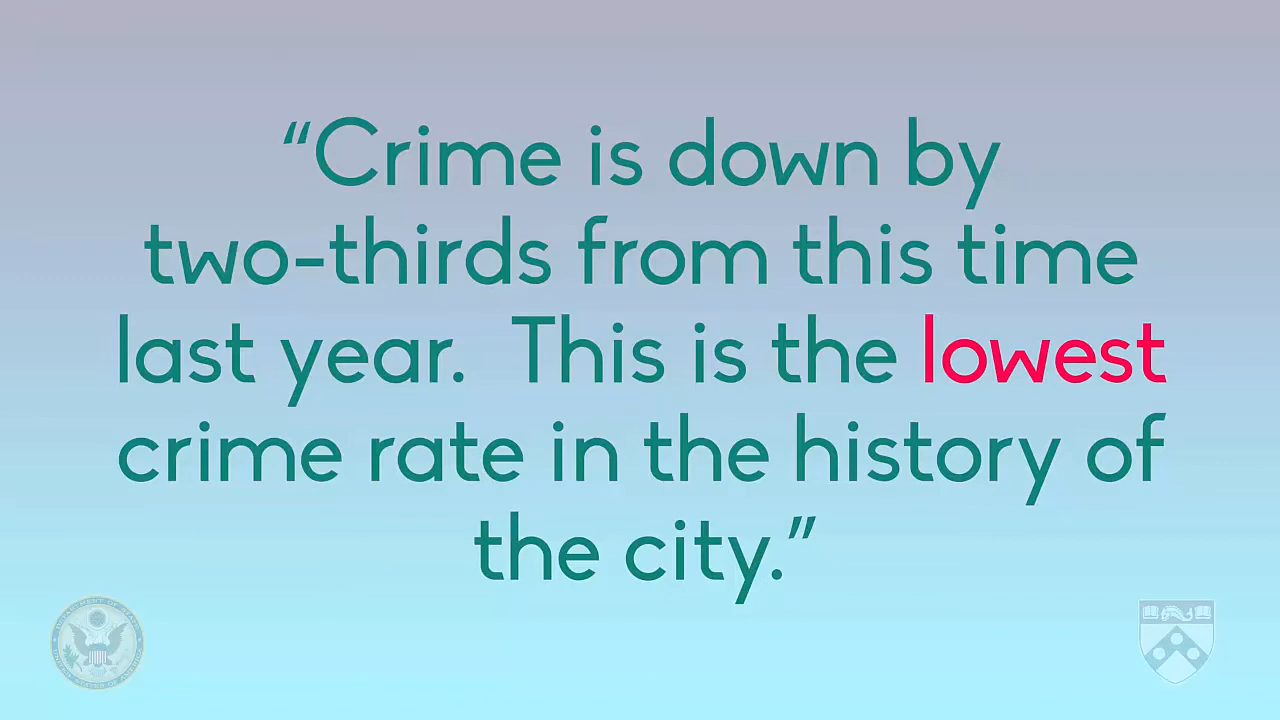 “Crime is down by
two-thirds from this time
last year. This is the lowest
crime rate in the history of
the city.”